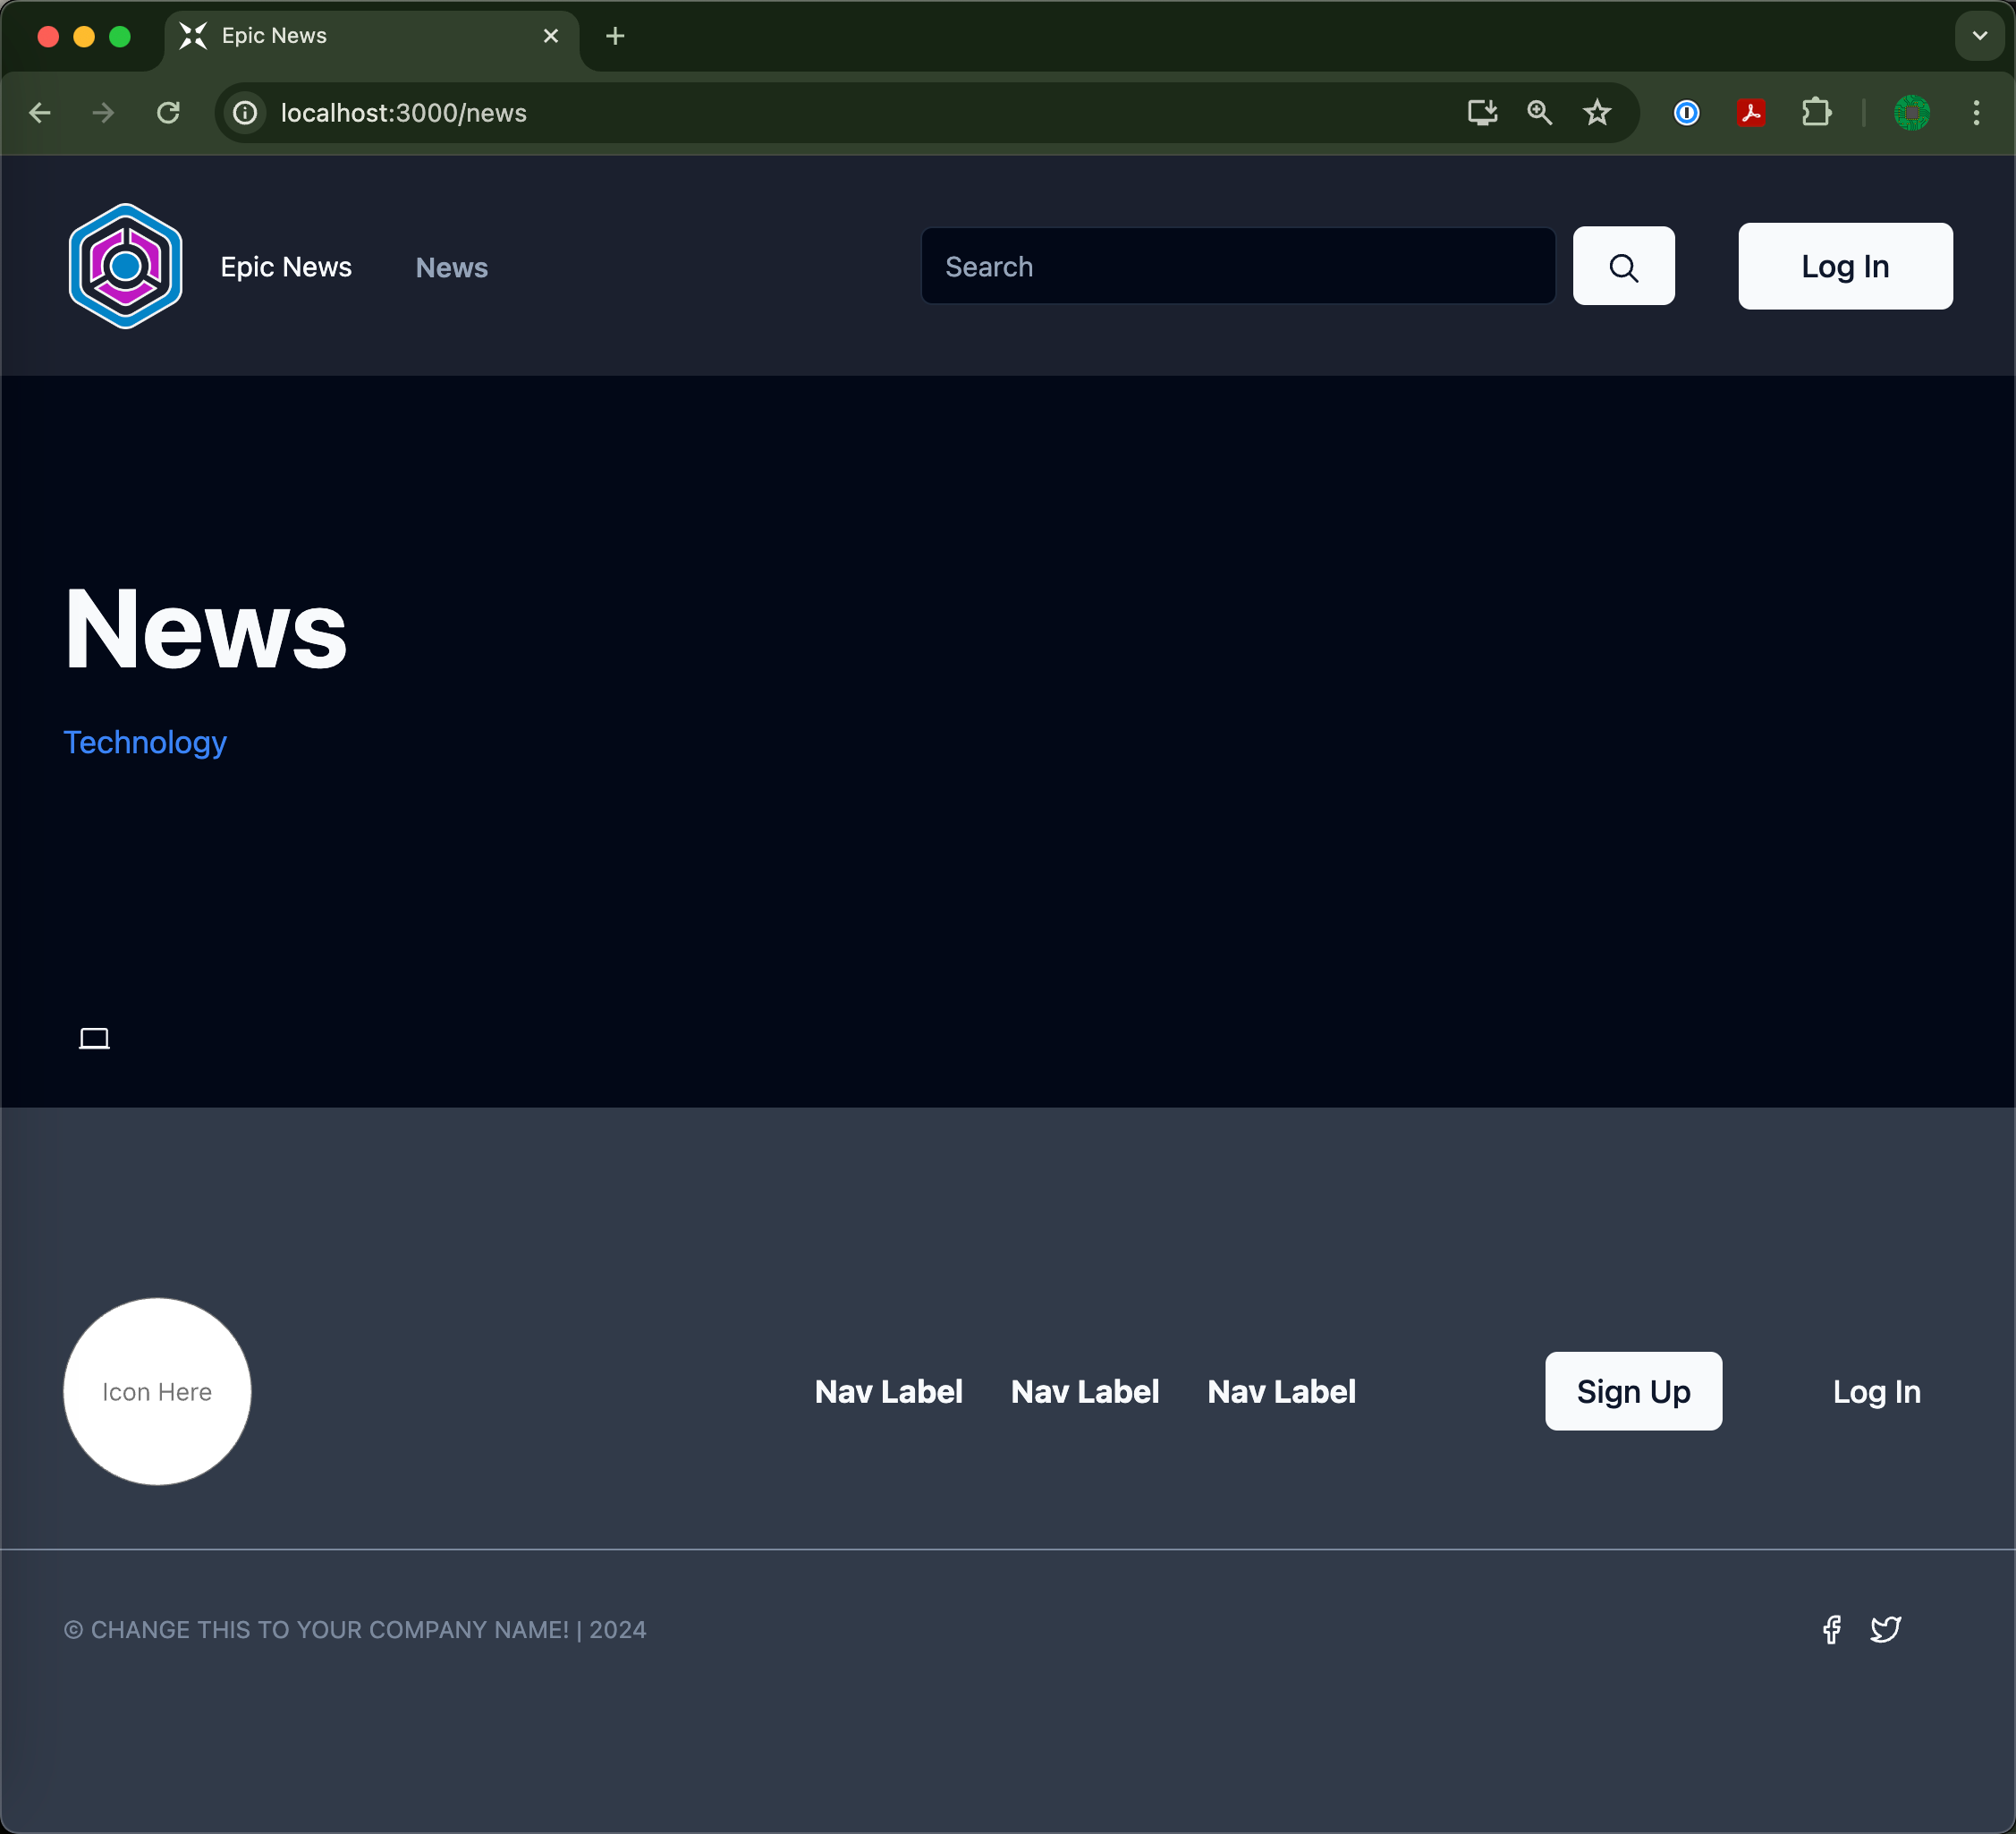 Epic News
localhost:3000/news
Epic News News Search Log In
News
Technology
Icon Here Nav Label Nav Label Nav Label Sign Up Log In
© CHANGE THIS TO YOUR COMPANY NAME! | 2024